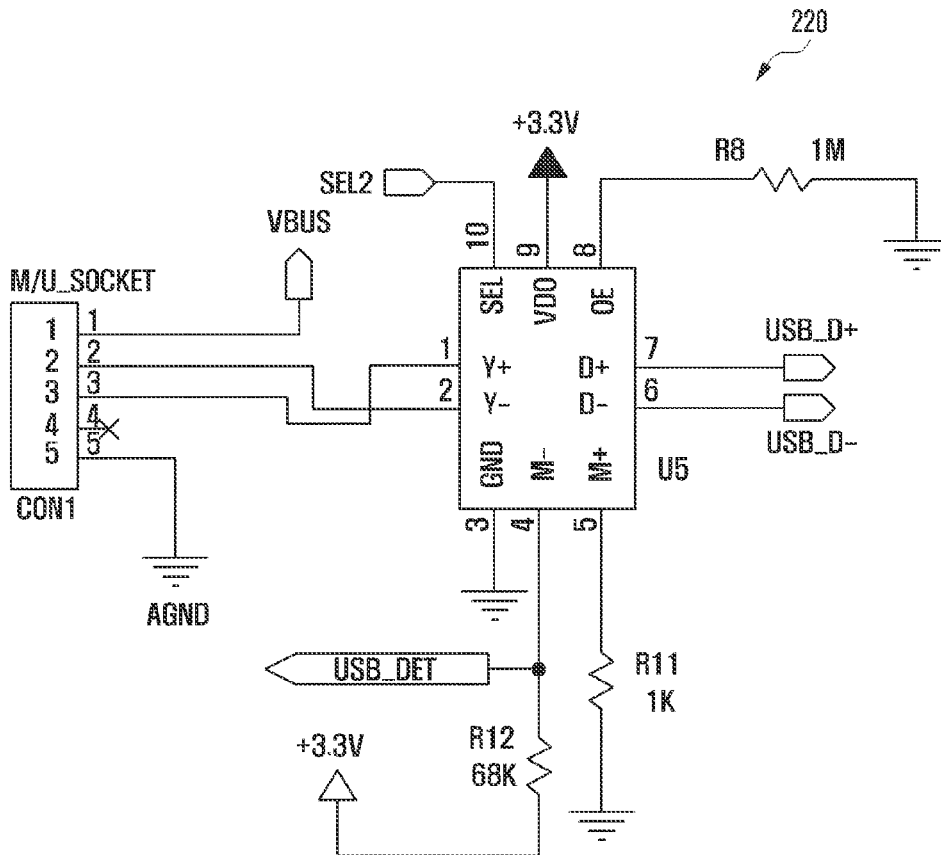 220
+3.3V
R8 1M
SEL2
VBUS
10 9 8
M/U_SOCKET
SEL VDO OE
1 1
2 2
3 3
4 4
5 5
CON1
1 Y+ D+ 7 USB_D+
2 Y- D- 6 USB_D-
GND M- M+ U5
3 4 5
AGND
USB_DET
R11
1K
+3.3V
R12
68K